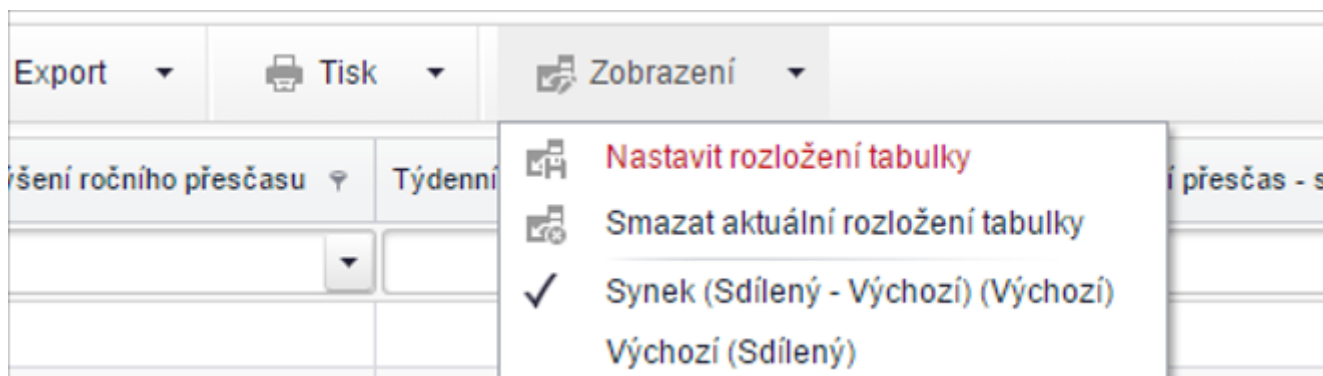 Export Tisk Zobrazení
ýšení ročního přesčasu Týdenní
Nastavit rozložení tabulky
í přesčas - s
Smazat aktuální rozložení tabulky
Synek (Sdílený - Výchozí) (Výchozí)
Výchozí (Sdílený)